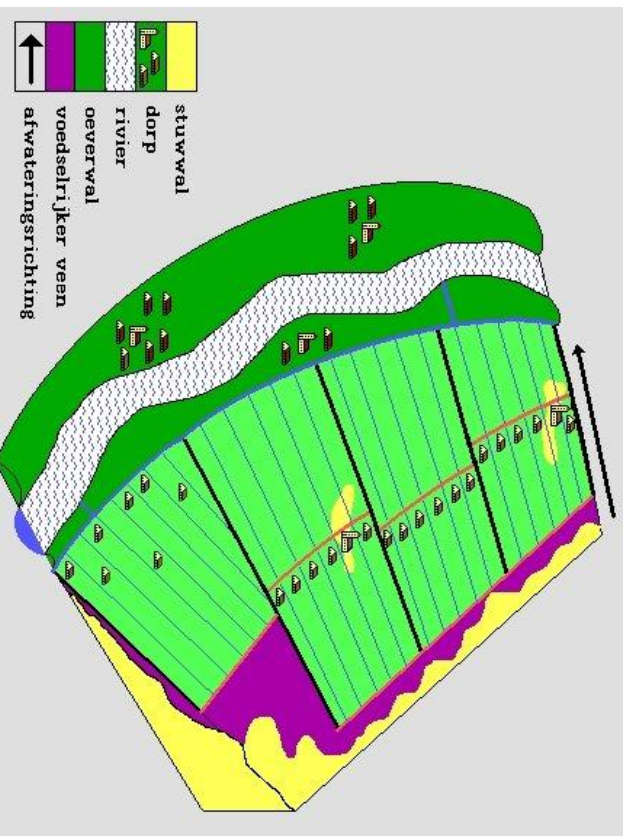 stuwwal
dorp
rivier
oeverwal
voedselrijker veen
afwateringsrichting